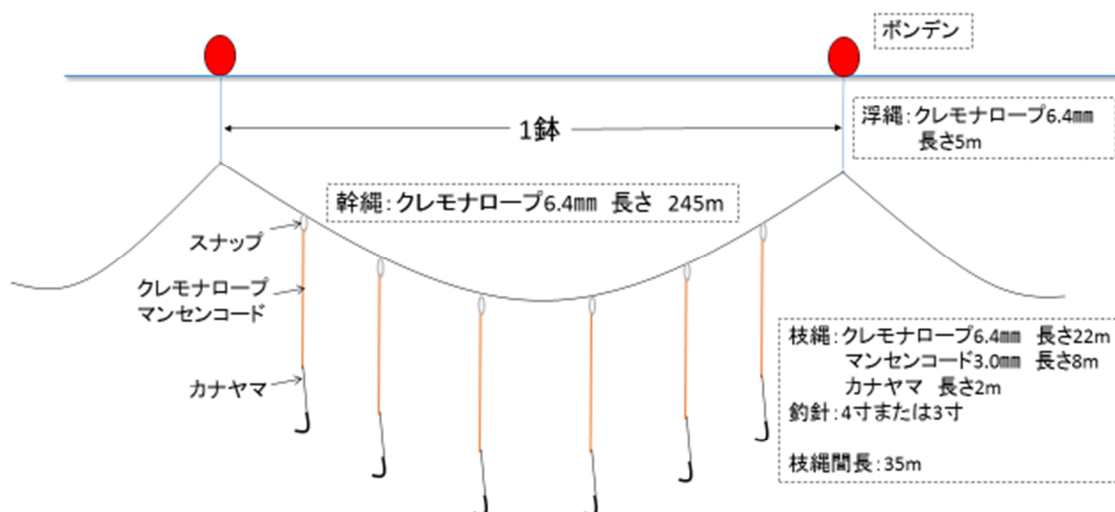 ボンデン
浮縄:クレモナロープ6.4㎜
長さ5m
1鉢
幹縄:クレモナロープ6.4㎜ 長さ 245m
スナップ
クレモナロープ
マンセンコード
カナヤマ
枝縄:クレモナロープ6.4㎜ 長さ22m
マンセンコード3.0㎜ 長さ8m
カナヤマ 長さ2m
釣針:4寸または3寸
枝縄間長:35m